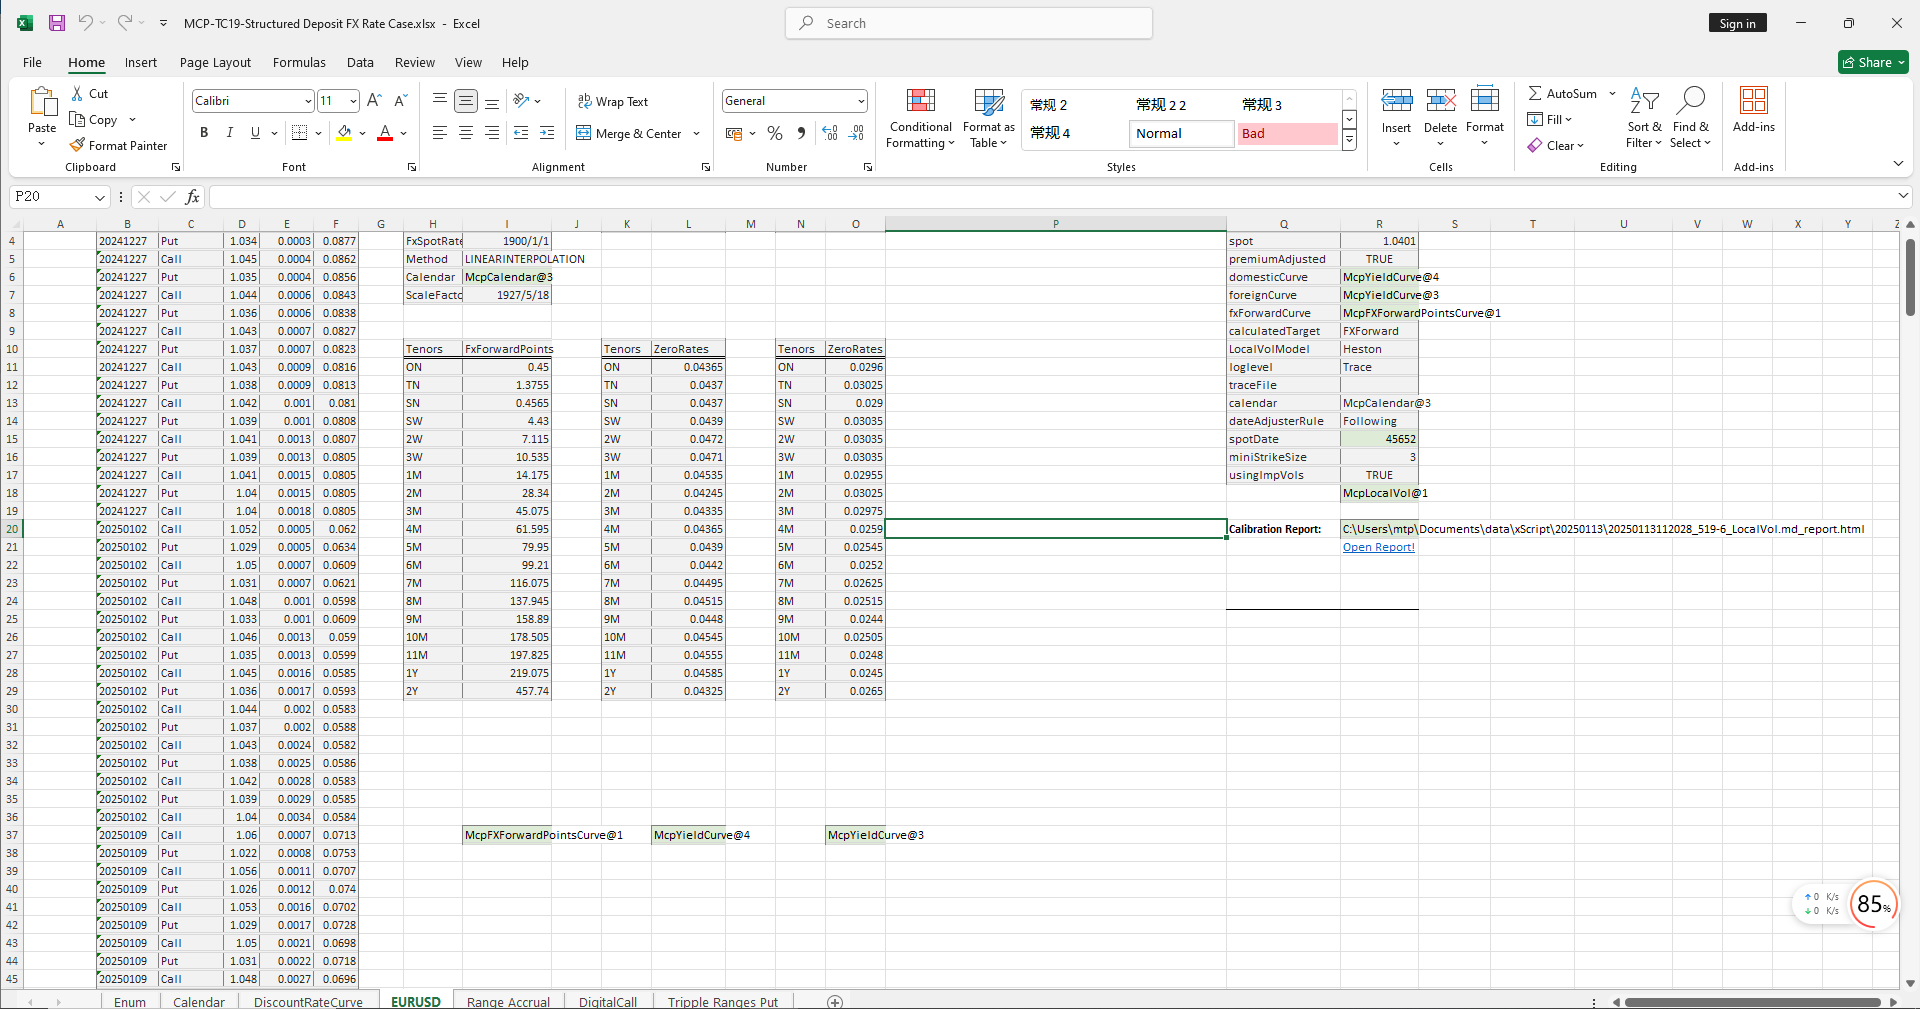 MCP-TC19-Structured Deposit FX Rate Case.xlsx - Excel
Search
Sign in
File Home Insert Page Layout Formulas Data Review View Help
Share
Paste
Cut
Copy
Format Painter
Clipboard
Calibri 11
B I U
Font
Wrap Text
Merge & Center
Alignment
General
Number
Conditional Formatting
Format as Table
常规 2 常规 2 2 常规 3
常规 4 Normal Bad
Styles
Insert Delete Format
Cells
AutoSum
Fill
Clear
Sort & Filter
Find & Select
Editing
Add-ins
Add-ins
P20 fx
A B C D E F G H I J K L M N O P Q R S T U V W X Y Z
4 20241227 Put 1.034 0.0003 0.0877 FxSpotRate 1900/1/1 spot 1.0401
5 20241227 Call 1.045 0.0004 0.0862 Method LINEARINTERPOLATION premiumAdjusted TRUE
6 20241227 Put 1.035 0.0004 0.0856 Calendar McpCalendar@3 domesticCurve McpYieldCurve@4
7 20241227 Call 1.044 0.0006 0.0843 ScaleFacto 1927/5/18 foreignCurve McpYieldCurve@3
8 20241227 Put 1.036 0.0006 0.0838 fxForwardCurve McpFXForwardPointsCurve@1
9 20241227 Call 1.043 0.0007 0.0827 calculatedTarget FXForward
10 20241227 Put 1.037 0.0007 0.0823 Tenors FxForwardPoints Tenors ZeroRates Tenors ZeroRates LocalVolModel Heston
11 20241227 Call 1.043 0.0009 0.0816 ON 0.45 ON 0.04365 ON 0.0296 loglevel Trace
12 20241227 Put 1.038 0.0009 0.0813 TN 1.3755 TN 0.0437 TN 0.03025 traceFile
13 20241227 Call 1.042 0.001 0.081 SN 0.4565 SN 0.0437 SN 0.029 calendar McpCalendar@3
14 20241227 Put 1.039 0.001 0.0808 SW 4.43 SW 0.0439 SW 0.03035 dateAdjusterRule Following
15 20241227 Call 1.041 0.0013 0.0807 2W 7.115 2W 0.0472 2W 0.03035 spotDate 45652
16 20241227 Put 1.039 0.0013 0.0805 3W 10.535 3W 0.0471 3W 0.03035 miniStrikeSize 3
17 20241227 Call 1.041 0.0015 0.0805 1M 14.175 1M 0.04535 1M 0.02955 usingImpVols TRUE
18 20241227 Put 1.04 0.0015 0.0805 2M 28.34 2M 0.04245 2M 0.03025 McpLocalVol@1
19 20241227 Call 1.04 0.0018 0.0805 3M 45.075 3M 0.04335 3M 0.02975
20 20250102 Call 1.052 0.0005 0.062 4M 61.595 4M 0.04365 4M 0.0259 Calibration Report: C:\Users\mtp\Documents\data\xScript\20250113\20250113112028_519-6_LocalVol.md_report.html
21 20250102 Put 1.029 0.0005 0.0634 5M 79.95 5M 0.0439 5M 0.02545 Open Report!
22 20250102 Call 1.05 0.0007 0.0609 6M 99.21 6M 0.0442 6M 0.0252
23 20250102 Put 1.031 0.0007 0.0621 7M 116.075 7M 0.04495 7M 0.02625
24 20250102 Call 1.048 0.001 0.0598 8M 137.945 8M 0.04515 8M 0.02515
25 20250102 Put 1.033 0.001 0.0609 9M 158.89 9M 0.0448 9M 0.0244
26 20250102 Call 1.046 0.0013 0.059 10M 178.505 10M 0.04545 10M 0.02505
27 20250102 Put 1.035 0.0013 0.0599 11M 197.825 11M 0.04555 11M 0.0248
28 20250102 Call 1.045 0.0016 0.0585 1Y 219.075 1Y 0.04585 1Y 0.0245
29 20250102 Put 1.036 0.0017 0.0593 2Y 457.74 2Y 0.04325 2Y 0.0265
30 20250102 Call 1.044 0.002 0.0583
31 20250102 Put 1.037 0.002 0.0588
32 20250102 Call 1.043 0.0024 0.0582
33 20250102 Put 1.038 0.0025 0.0586
34 20250102 Call 1.042 0.0028 0.0583
35 20250102 Put 1.039 0.0029 0.0585
36 20250102 Call 1.04 0.0034 0.0584
37 20250109 Call 1.06 0.0007 0.0713 McpFXForwardPointsCurve@1 McpYieldCurve@4 McpYieldCurve@3
38 20250109 Put 1.022 0.0008 0.0753
39 20250109 Call 1.056 0.0011 0.0707
40 20250109 Put 1.026 0.0012 0.074
41 20250109 Call 1.053 0.0016 0.0702
42 20250109 Put 1.029 0.0017 0.0728
43 20250109 Call 1.05 0.0021 0.0698
44 20250109 Put 1.031 0.0022 0.0718
45 20250109 Call 1.048 0.0027 0.0696
0 K/s
0 K/s
85%
Enum Calendar DiscountRateCurve EURUSD Range Accrual DigitalCall Tripple Ranges Put